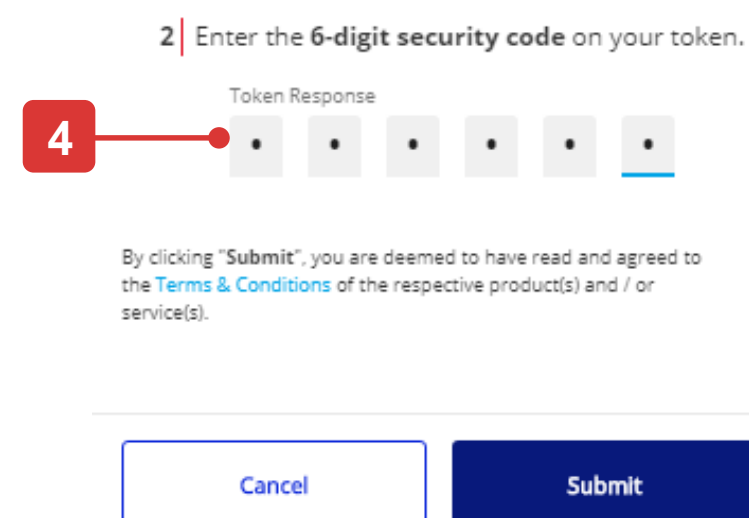 2 Enter the 6-digit security code on your token.
Token Response
4
• • • • • •
By clicking "Submit", you are deemed to have read and agreed to
the Terms & Conditions of the respective product(s) and / or
service(s).
Cancel Submit